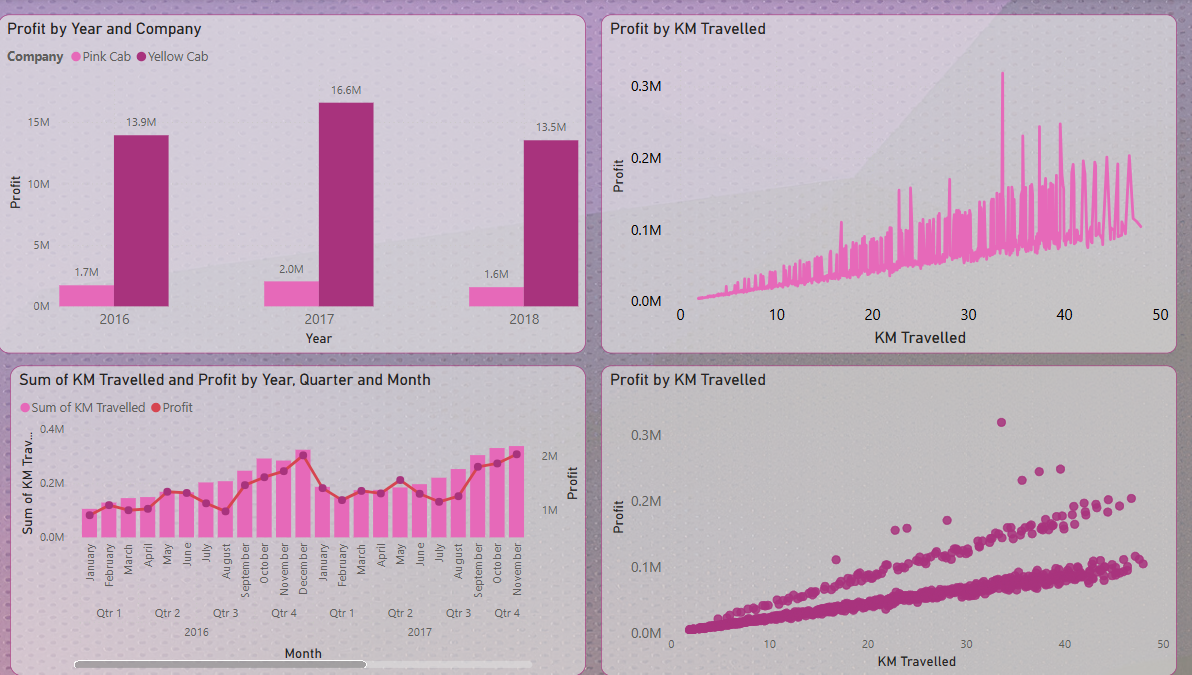 Profit by Year and Company
Company Pink Cab Yellow Cab
Profit
15M
10M
5M
0M
1.7M
13.9M
2.0M
16.6M
1.6M
13.5M
2016 2017 2018
Year
Profit by KM Travelled
Profit
0.3M
0.2M
0.1M
0.0M
0 10 20 30 40 50
KM Travelled
Sum of KM Travelled and Profit by Year, Quarter and Month
Sum of KM Travelled Profit
Sum of KM Trav...
0.4M
0.2M
0.0M
2M
1M
Profit
January February March April May June July August September October November December January February March April May June July August September October November
Qtr 1 Qtr 2 Qtr 3 Qtr 4 Qtr 1 Qtr 2 Qtr 3 Qtr 4
2016 2017
Month
Profit by KM Travelled
Profit
0.3M
0.2M
0.1M
0.0M
0 10 20 30 40 50
KM Travelled